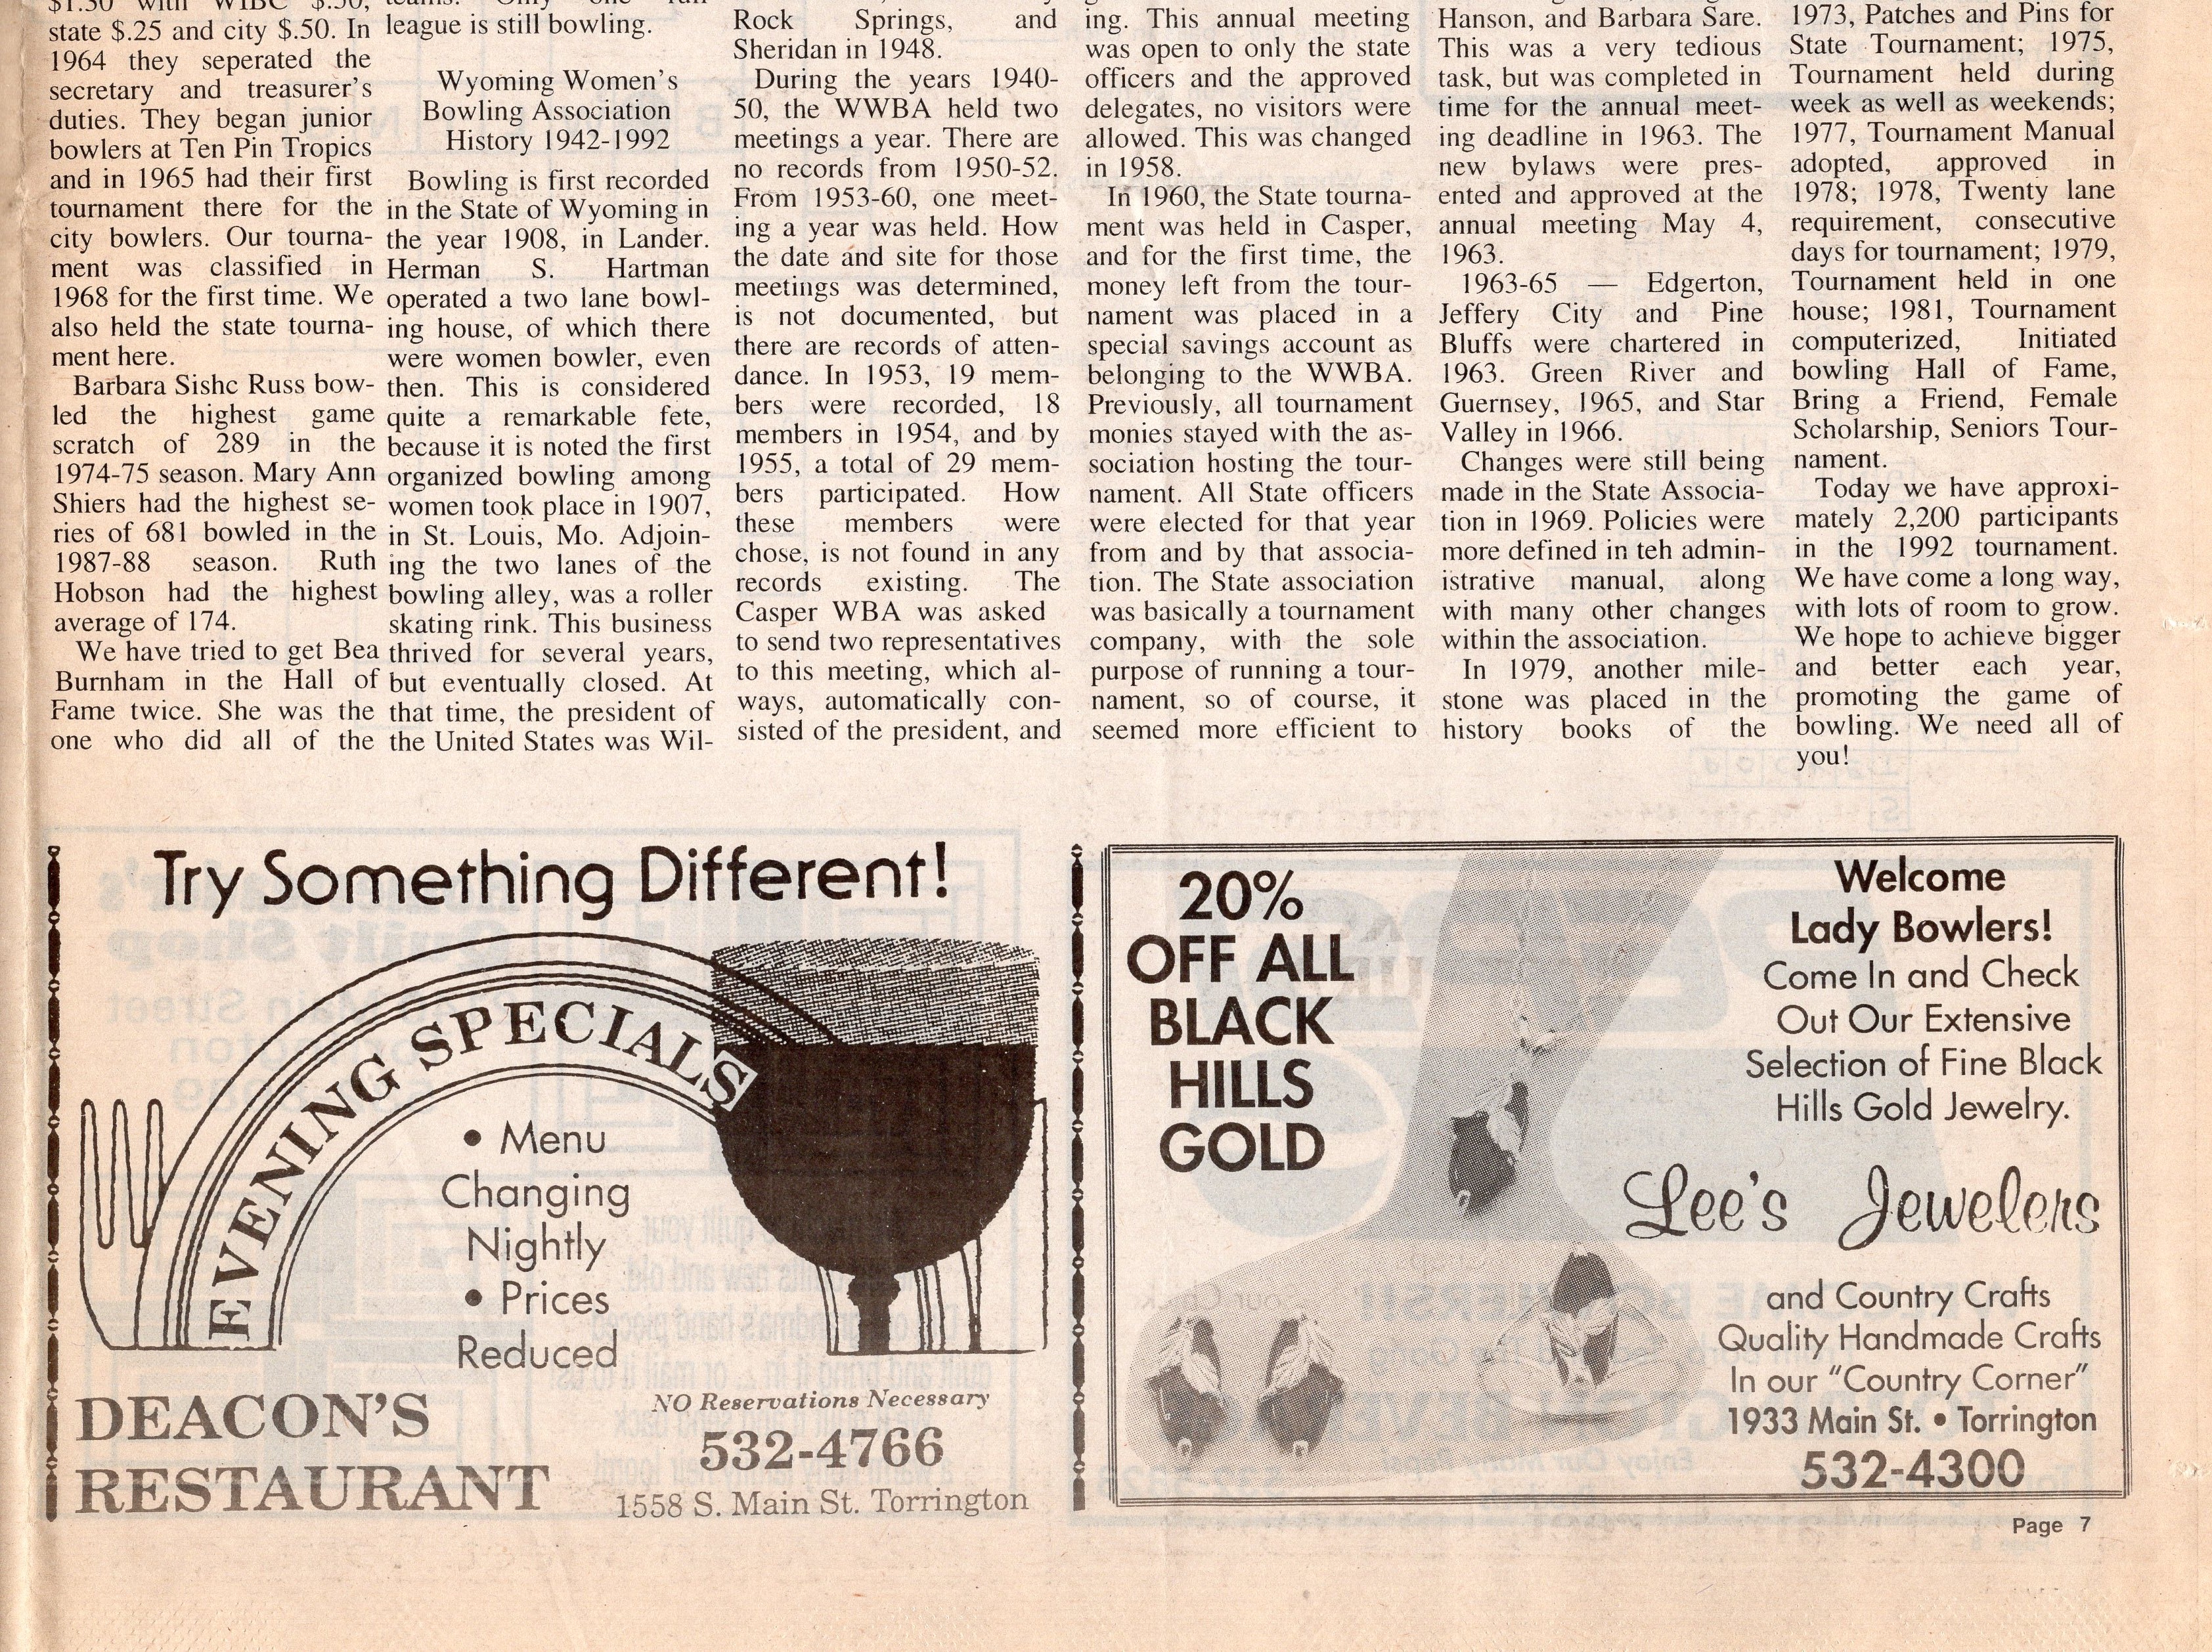 $1.50 with WIBC $.50,
state $.25 and city $.50. In
1964 they seperated the
secretary and treasurer's
duties. They began junior
bowlers at Ten Pin Tropics
and in 1965 had their first
tournament there for the
city bowlers. Our tourna-
ment was classified in
1968 for the first time. We
also held the state tourna-
ment here.
Barbara Sishc Russ bow-
led the highest game
scratch of 289 in the
1974-75 season. Mary Ann
Shiers had the highest se-
ries of 681 bowled in the
1987-88 season. Ruth
Hobson had the highest
average of 174.
We have tried to get Bea
Burnham in the Hall of
Fame twice. She was the
one who did all of the
league is still bowling.
Wyoming Women's
Bowling Association
History 1942-1992
Bowling is first recorded
in the State of Wyoming in
the year 1908, in Lander.
Herman S. Hartman
operated a two lane bowl-
ing house, of which there
were women bowler, even
then. This is considered
quite a remarkable fete,
because it is noted the first
organized bowling among
women took place in 1907,
in St. Louis, Mo. Adjoin-
ing the two lanes of the
bowling alley, was a roller
skating rink. This business
thrived for several years,
but eventually closed. At
that time, the president of
the United States was Wil-
Rock Springs, and
Sheridan in 1948.
During the years 1940-
50, the WWBA held two
meetings a year. There are
no records from 1950-52.
From 1953-60, one meet-
ing a year was held. How
the date and site for those
meetings was determined,
is not documented, but
there are records of atten-
dance. In 1953, 19 mem-
bers were recorded, 18
members in 1954, and by
1955, a total of 29 mem-
bers participated. How
these members were
chose, is not found in any
records existing. The
Casper WBA was asked
to send two representatives
to this meeting, which al-
ways, automatically con-
sisted of the president, and
ing. This annual meeting
was open to only the state
officers and the approved
delegates, no visitors were
allowed. This was changed
in 1958.
In 1960, the State tourna-
ment was held in Casper,
and for the first time, the
money left from the tour-
nament was placed in a
special savings account as
belonging to the WWBA.
Previously, all tournament
monies stayed with the as-
sociation hosting the tour-
nament. All State officers
were elected for that year
from and by that associa-
tion. The State association
was basically a tournament
company, with the sole
purpose of running a tour-
nament, so of course, it
seemed more efficient to
Hanson, and Barbara Sare.
This was a very tedious
task, but was completed in
time for the annual meet-
ing deadline in 1963. The
new bylaws were pres-
ented and approved at the
annual meeting May 4,
1963.
1963-65 — Edgerton,
Jeffery City and Pine
Bluffs were chartered in
1963. Green River and
Guernsey, 1965, and Star
Valley in 1966.
Changes were still being
made in the State Associa-
tion in 1969. Policies were
more defined in teh admin-
istrative manual, along
with many other changes
within the association.
In 1979, another mile-
stone was placed in the
history books of the
1973, Patches and Pins for
State Tournament; 1975,
Tournament held during
week as well as weekends;
1977, Tournament Manual
adopted, approved in
1978; 1978, Twenty lane
requirement, consecutive
days for tournament; 1979,
Tournament held in one
house; 1981, Tournament
computerized, Initiated
bowling Hall of Fame,
Bring a Friend, Female
Scholarship, Seniors Tour-
nament.
Today we have approxi-
mately 2,200 participants
in the 1992 tournament.
We have come a long way,
with lots of room to grow.
We hope to achieve bigger
and better each year,
promoting the game of
bowling. We need all of
you!
Try Something Different!
EVENING SPECIALS
• Menu
Changing
Nightly
• Prices
Reduced
DEACON'S
RESTAURANT
NO Reservations Necessary
532-4766
1558 S. Main St. Torrington
20%
OFF ALL
BLACK
HILLS
GOLD
Welcome
Lady Bowlers!
Come In and Check
Out Our Extensive
Selection of Fine Black
Hills Gold Jewelry.
Lee's Jewelers
and Country Crafts
Quality Handmade Crafts
In our "Country Corner"
1933 Main St. • Torrington
532-4300
Page 7